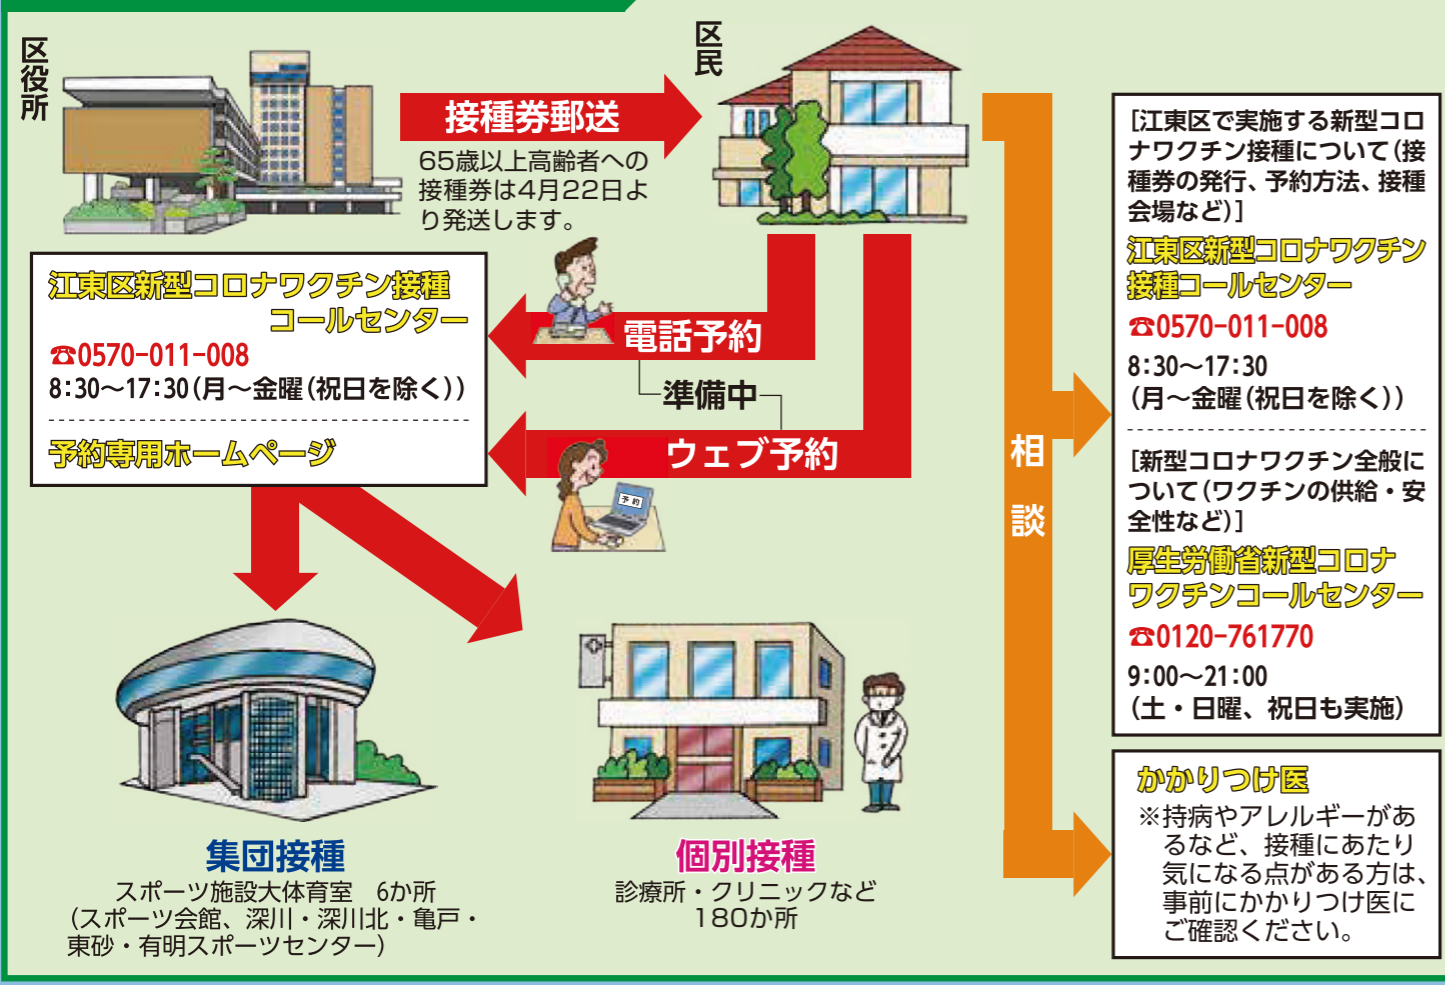 区役所
接種券郵送
65歳以上高齢者への
接種券は4月22日よ
り発送します。
区民
江東区新型コロナワクチン接種
コールセンター
☎0570-011-008
8:30～17:30(月～金曜(祝日を除く))
予約専用ホームページ
電話予約
準備中
ウェブ予約
予約
集団接種
スポーツ施設大体育室　6か所
(スポーツ会館、深川・深川北・亀戸・
東砂・有明スポーツセンター)
個別接種
診療所・クリニックなど
180か所
相談
[江東区で実施する新型コロ
ナワクチン接種について(接
種券の発行、予約方法、接種
会場など)]
江東区新型コロナワクチン
接種コールセンター
☎0570-011-008
8:30～17:30
(月～金曜(祝日を除く))
[新型コロナワクチン全般に
ついて(ワクチンの供給・安
全性など)]
厚生労働省新型コロナ
ワクチンコールセンター
☎0120-761770
9:00～21:00
(土・日曜、祝日も実施)
かかりつけ医
※持病やアレルギーがあ
るなど、接種にあたり
気になる点がある方は、
事前にかかりつけ医に
ご確認ください。